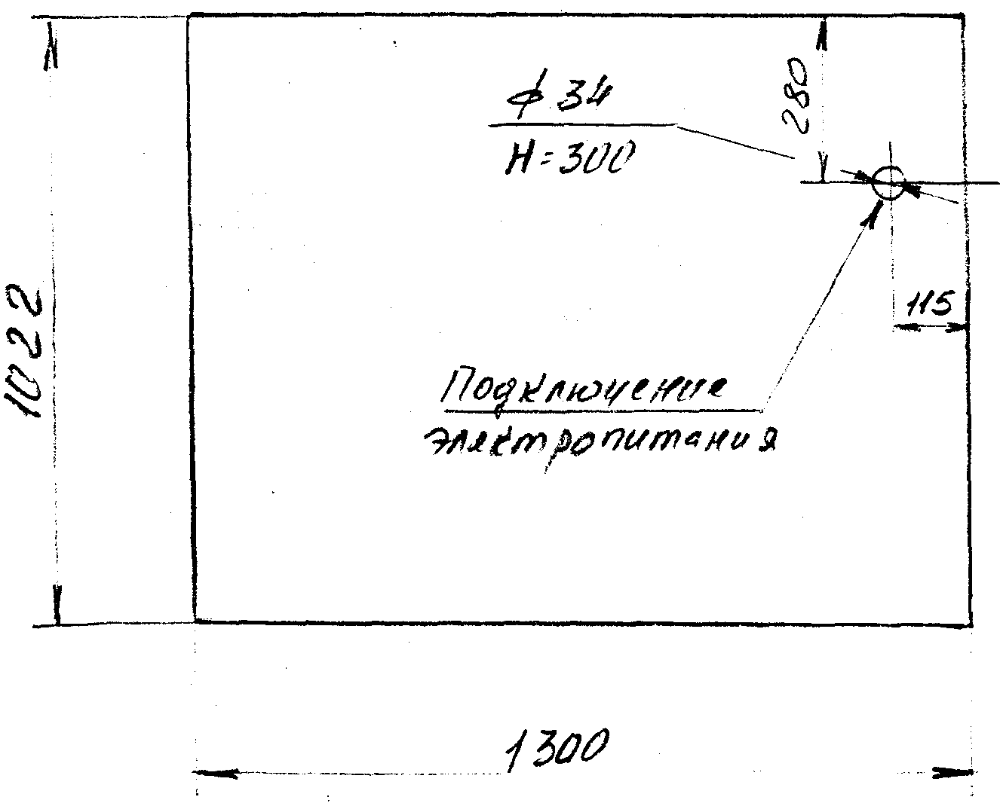 ⌀34
H=300
280
115
1022
Подключение
электропитания
1300